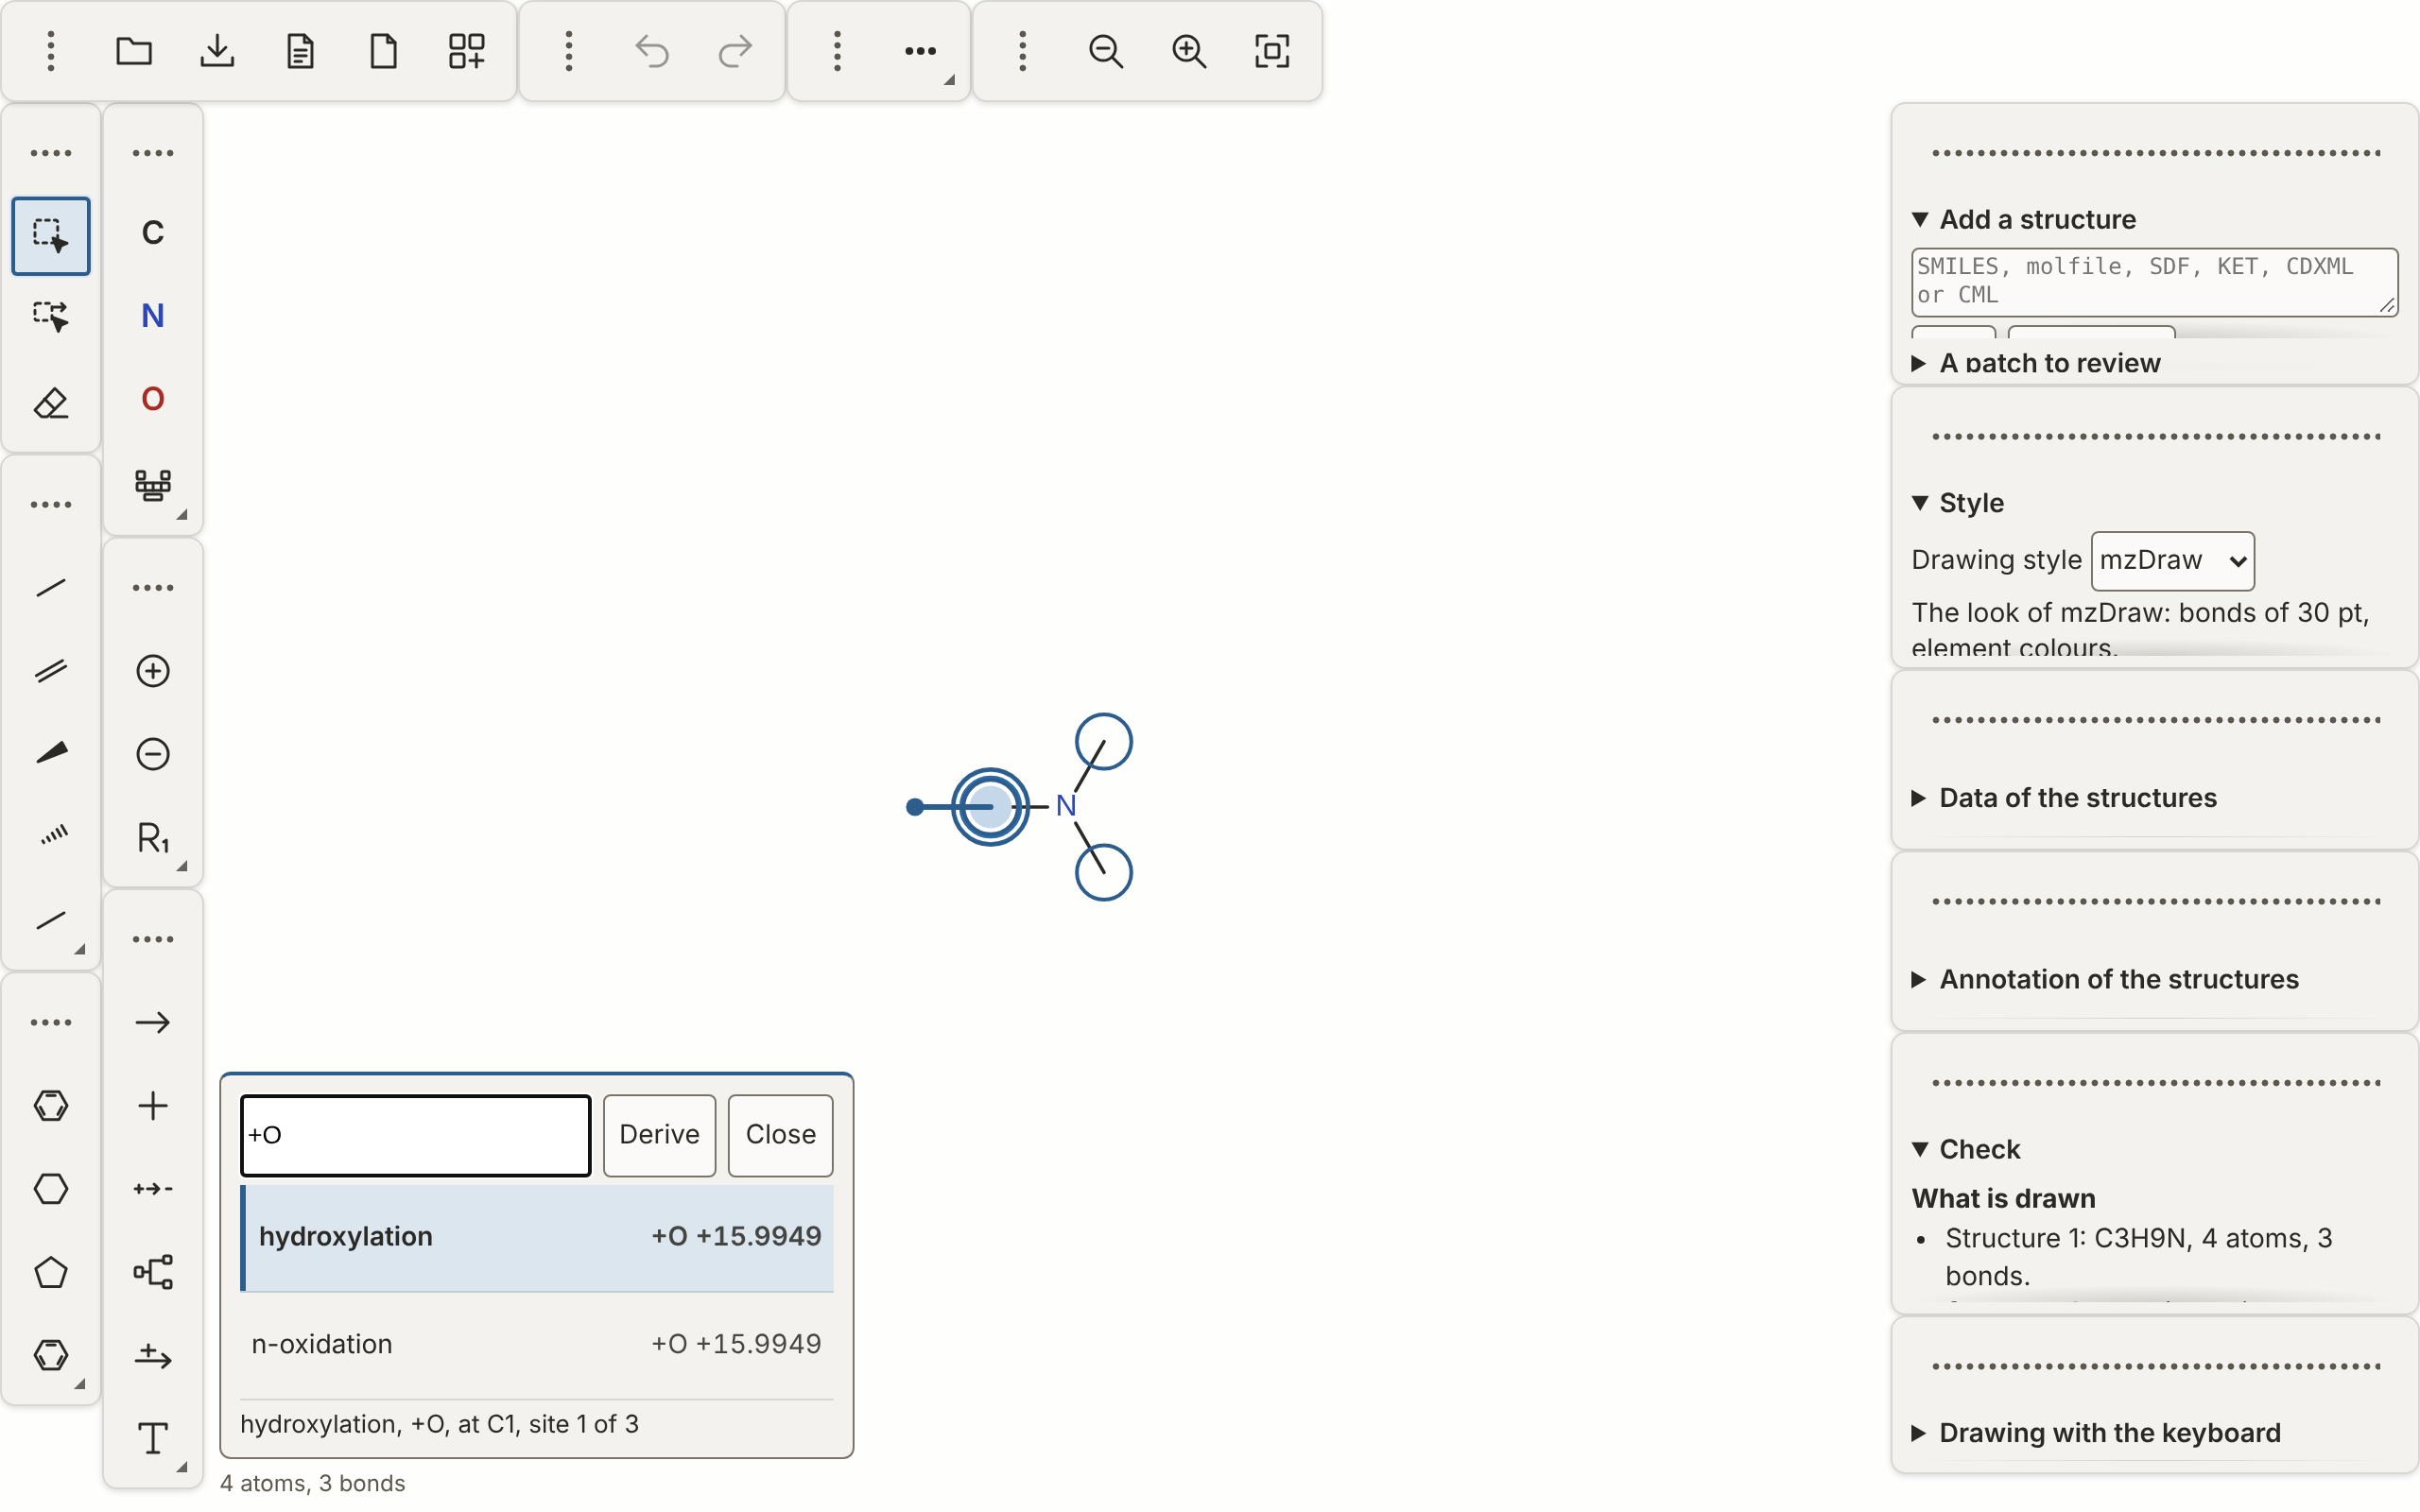 C
N
O
R1
T
N
+O
Derive
Close
hydroxylation +O +15.9949
n-oxidation +O +15.9949
hydroxylation, +O, at C1, site 1 of 3
4 atoms, 3 bonds
Add a structure
SMILES, molfile, SDF, KET, CDXML
or CML
A patch to review
Style
Drawing style mzDraw
The look of mzDraw: bonds of 30 pt,
element colours.
Data of the structures
Annotation of the structures
Check
What is drawn
• Structure 1: C3H9N, 4 atoms, 3
bonds.
Drawing with the keyboard